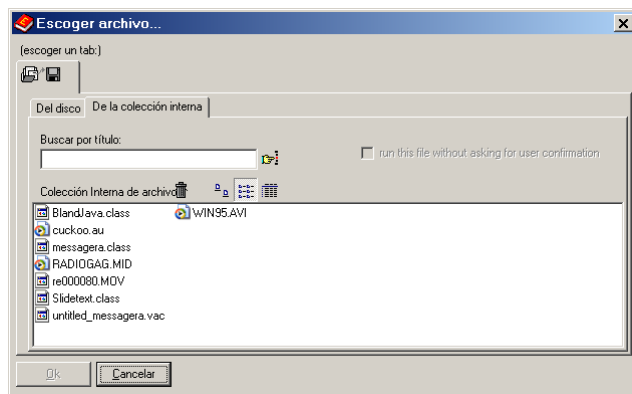 Escoger archivo...
(escoger un tab:)
Del disco
De la colección interna
Buscar por título:
run this file without asking for user confirmation
Colección Interna de archivo
BlandJava.class
cuckoo.au
messagera.class
RADIOGAG.MID
re000080.MOV
Slidetext.class
untitled_messagera.vac
WIN95.AVI
Ok
Cancelar